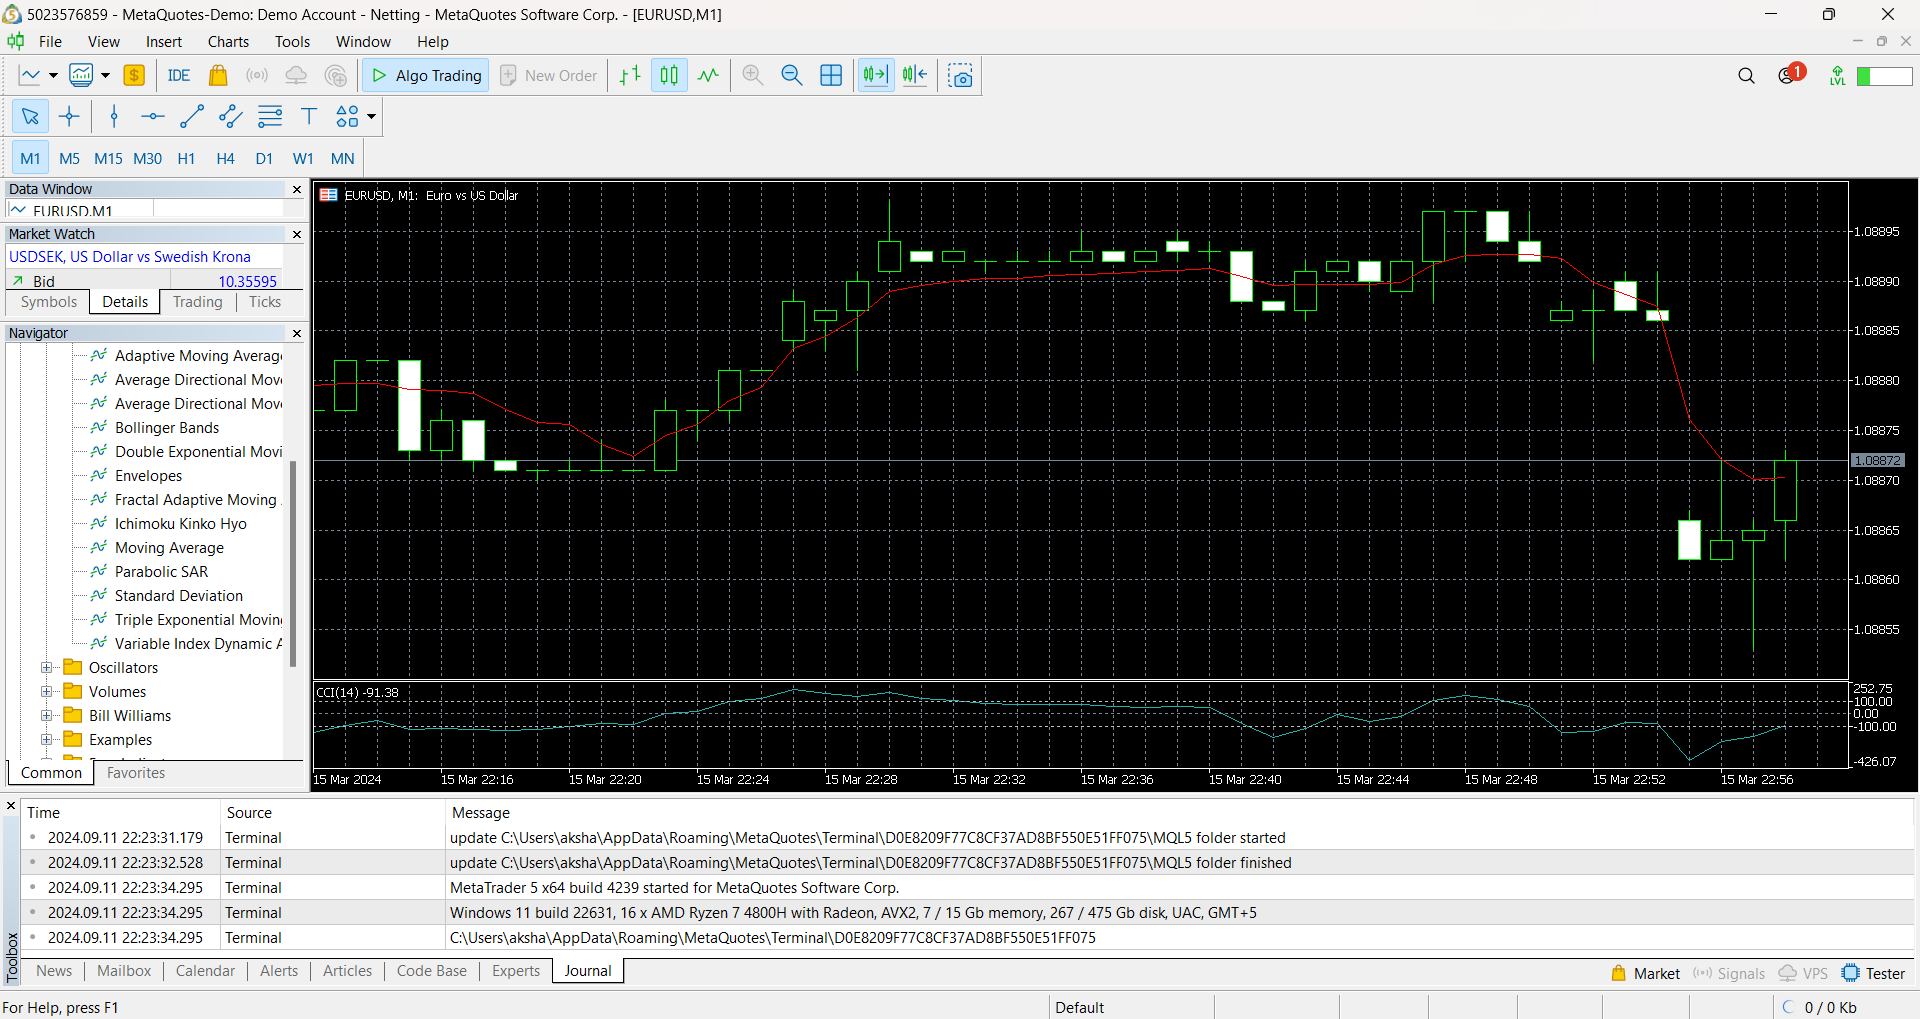 5023576859 - MetaQuotes-Demo: Demo Account - Netting - MetaQuotes Software Corp. - [EURUSD,M1]
File View Insert Charts Tools Window Help
IDE Algo Trading New Order 1 LVL
M1 M5 M15 M30 H1 H4 D1 W1 MN
Data Window
EURUSD,M1
Market Watch
USDSEK, US Dollar vs Swedish Krona
Bid 10.35595
Symbols Details Trading Ticks
Navigator
Adaptive Moving Averag
Average Directional Mov
Average Directional Mov
Bollinger Bands
Double Exponential Movi
Envelopes
Fractal Adaptive Moving
Ichimoku Kinko Hyo
Moving Average
Parabolic SAR
Standard Deviation
Triple Exponential Movin
Variable Index Dynamic A
Oscillators
Volumes
Bill Williams
Examples
Common Favorites
EURUSD, M1: Euro vs US Dollar
1.08895
1.08890
1.08885
1.08880
1.08875
1.08872
1.08870
1.08865
1.08860
1.08855
CCI(14) -91.38
252.75
100.00
0.00
-100.00
-426.07
15 Mar 2024 15 Mar 22:16 15 Mar 22:20 15 Mar 22:24 15 Mar 22:28 15 Mar 22:32 15 Mar 22:36 15 Mar 22:40 15 Mar 22:44 15 Mar 22:48 15 Mar 22:52 15 Mar 22:56
Time Source Message
2024.09.11 22:23:31.179 Terminal update C:\Users\aksha\AppData\Roaming\MetaQuotes\Terminal\D0E8209F77C8CF37AD8BF550E51FF075\MQL5 folder started
2024.09.11 22:23:32.528 Terminal update C:\Users\aksha\AppData\Roaming\MetaQuotes\Terminal\D0E8209F77C8CF37AD8BF550E51FF075\MQL5 folder finished
2024.09.11 22:23:34.295 Terminal MetaTrader 5 x64 build 4239 started for MetaQuotes Software Corp.
2024.09.11 22:23:34.295 Terminal Windows 11 build 22631, 16 x AMD Ryzen 7 4800H with Radeon, AVX2, 7 / 15 Gb memory, 267 / 475 Gb disk, UAC, GMT+5
2024.09.11 22:23:34.295 Terminal C:\Users\aksha\AppData\Roaming\MetaQuotes\Terminal\D0E8209F77C8CF37AD8BF550E51FF075
Toolbox
News Mailbox Calendar Alerts Articles Code Base Experts Journal Market Signals VPS Tester
For Help, press F1 Default 0 / 0 Kb